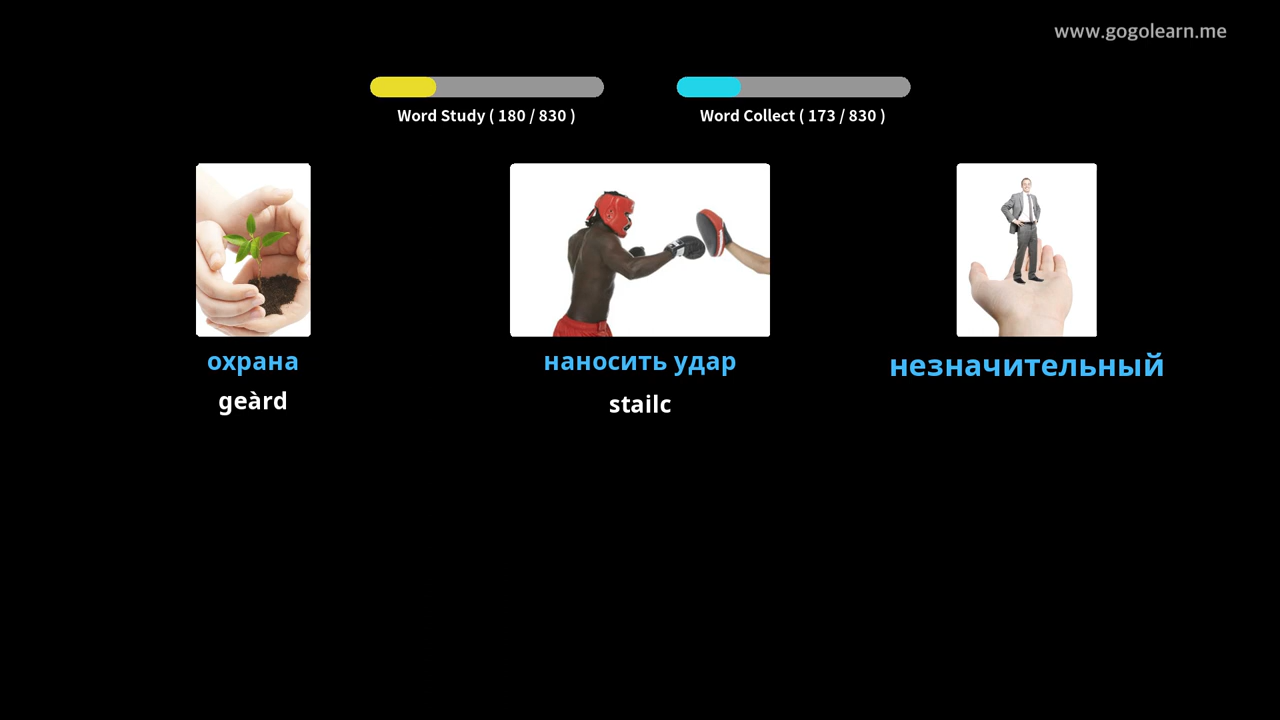 www.gogolearn.me
Word Study ( 180 / 830 )
Word Collect ( 173 / 830 )
охрана
geàrd
наносить удар
stailc
незначительный